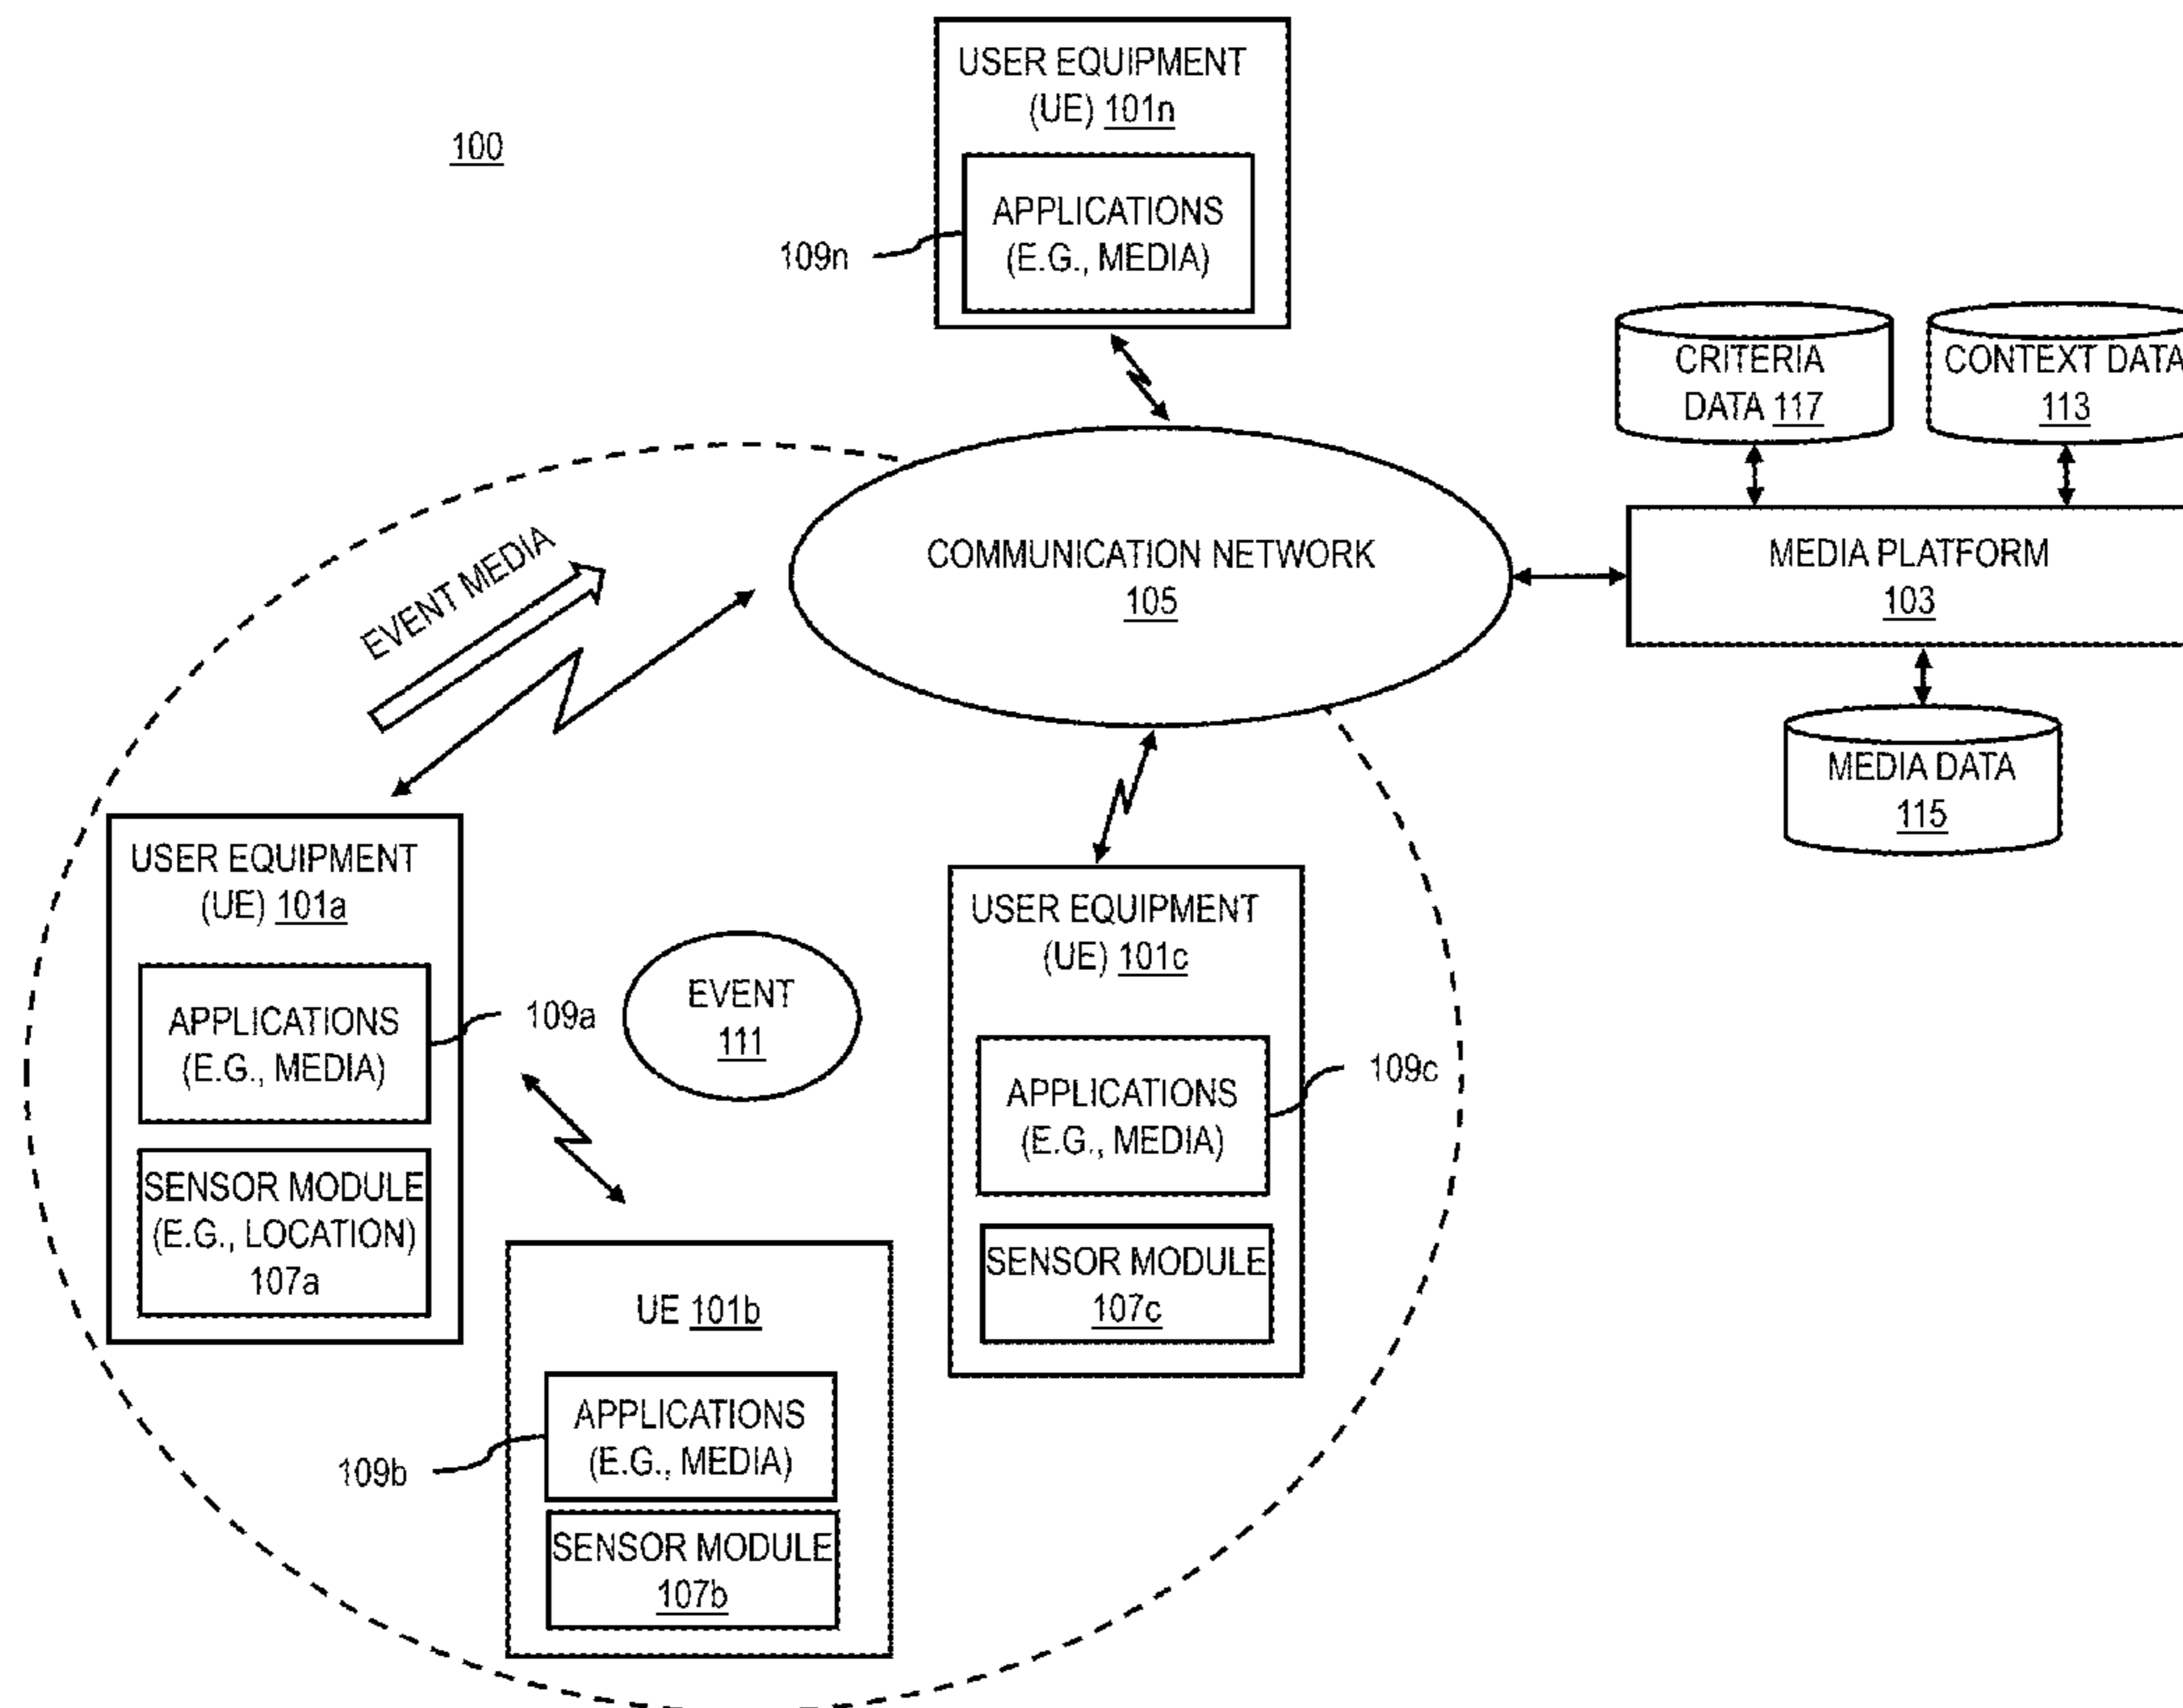 100
USER EQUIPMENT
(UE) 101n
APPLICATIONS
(E.G., MEDIA)
109n
CRITERIA
DATA 117
CONTEXT DATA
113
COMMUNICATION NETWORK
105
MEDIA PLATFORM
103
MEDIA DATA
115
EVENT MEDIA
USER EQUIPMENT
(UE) 101a
APPLICATIONS
(E.G., MEDIA)
109a
SENSOR MODULE
(E.G., LOCATION)
107a
EVENT
111
USER EQUIPMENT
(UE) 101c
APPLICATIONS
(E.G., MEDIA)
109c
SENSOR MODULE
107c
UE 101b
APPLICATIONS
(E.G., MEDIA)
109b
SENSOR MODULE
107b